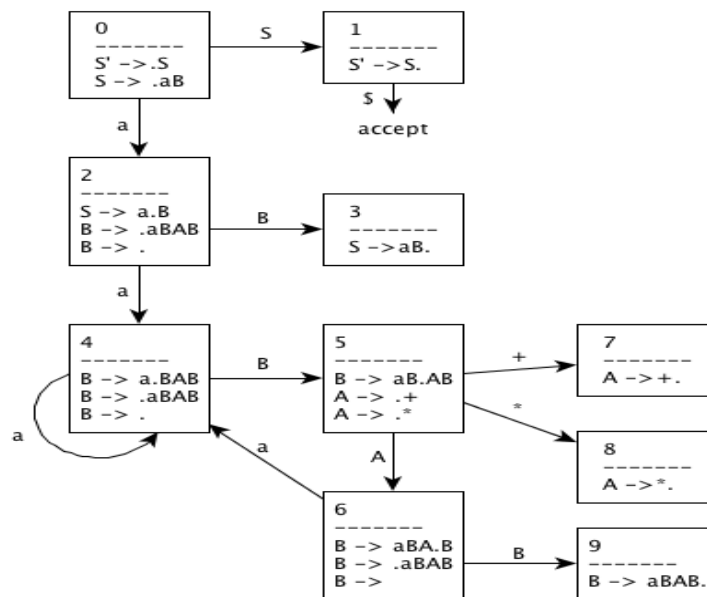 0
-------
S' ->.S
S -> .aB
S
1
-------
S' ->S.
$
accept
a
2
-------
S -> a.B
B -> .aBAB
B -> .
B
3
-------
S ->aB.
a
4
-------
B -> a.BAB
B -> .aBAB
B -> .
a
B
5
-------
B -> aB.AB
A -> .+
A -> .*
+
7
-------
A ->+.
*
8
-------
A ->*.
A
a
6
-------
B -> aBA.B
B -> .aBAB
B ->
B
9
-------
B -> aBAB.